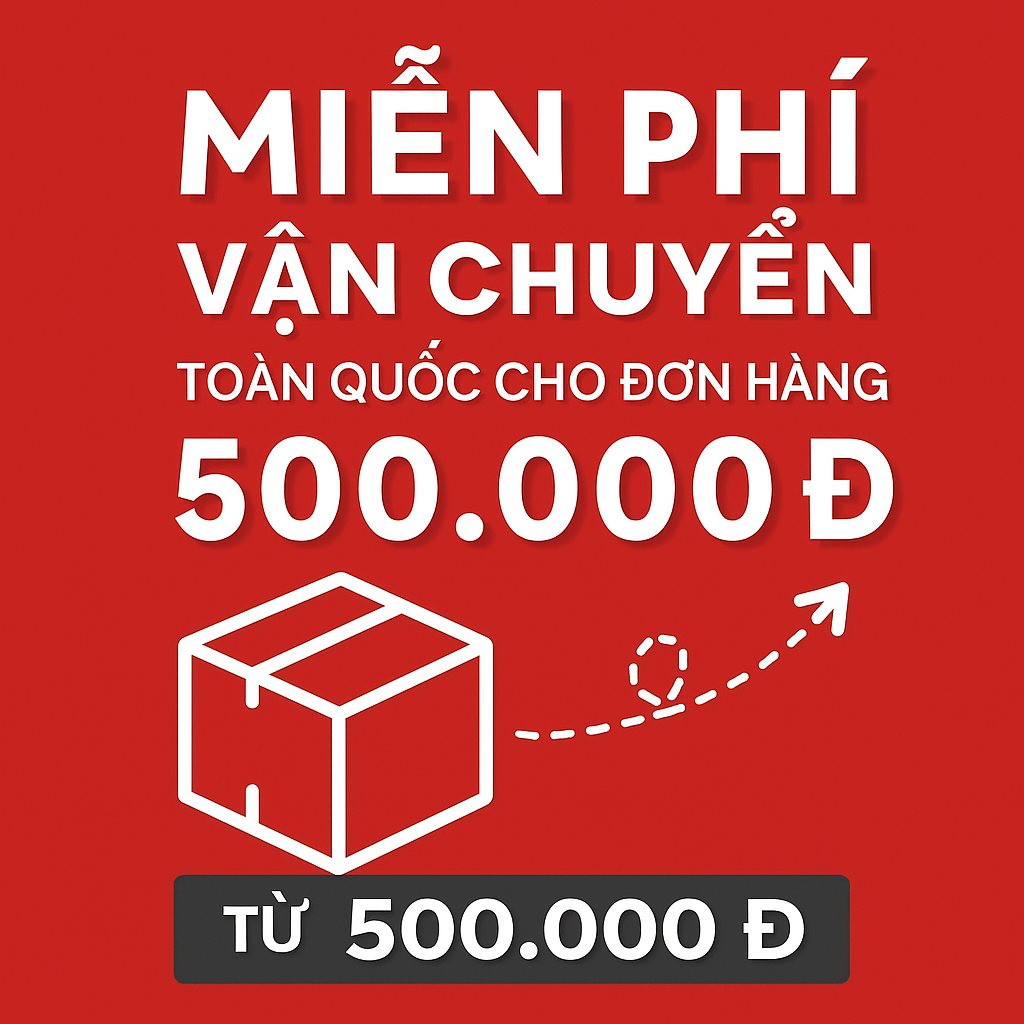 MIỄN PHÍ
VẬN CHUYỂN
TOÀN QUỐC CHO ĐƠN HÀNG
500.000 Đ
TỪ 500.000 Đ